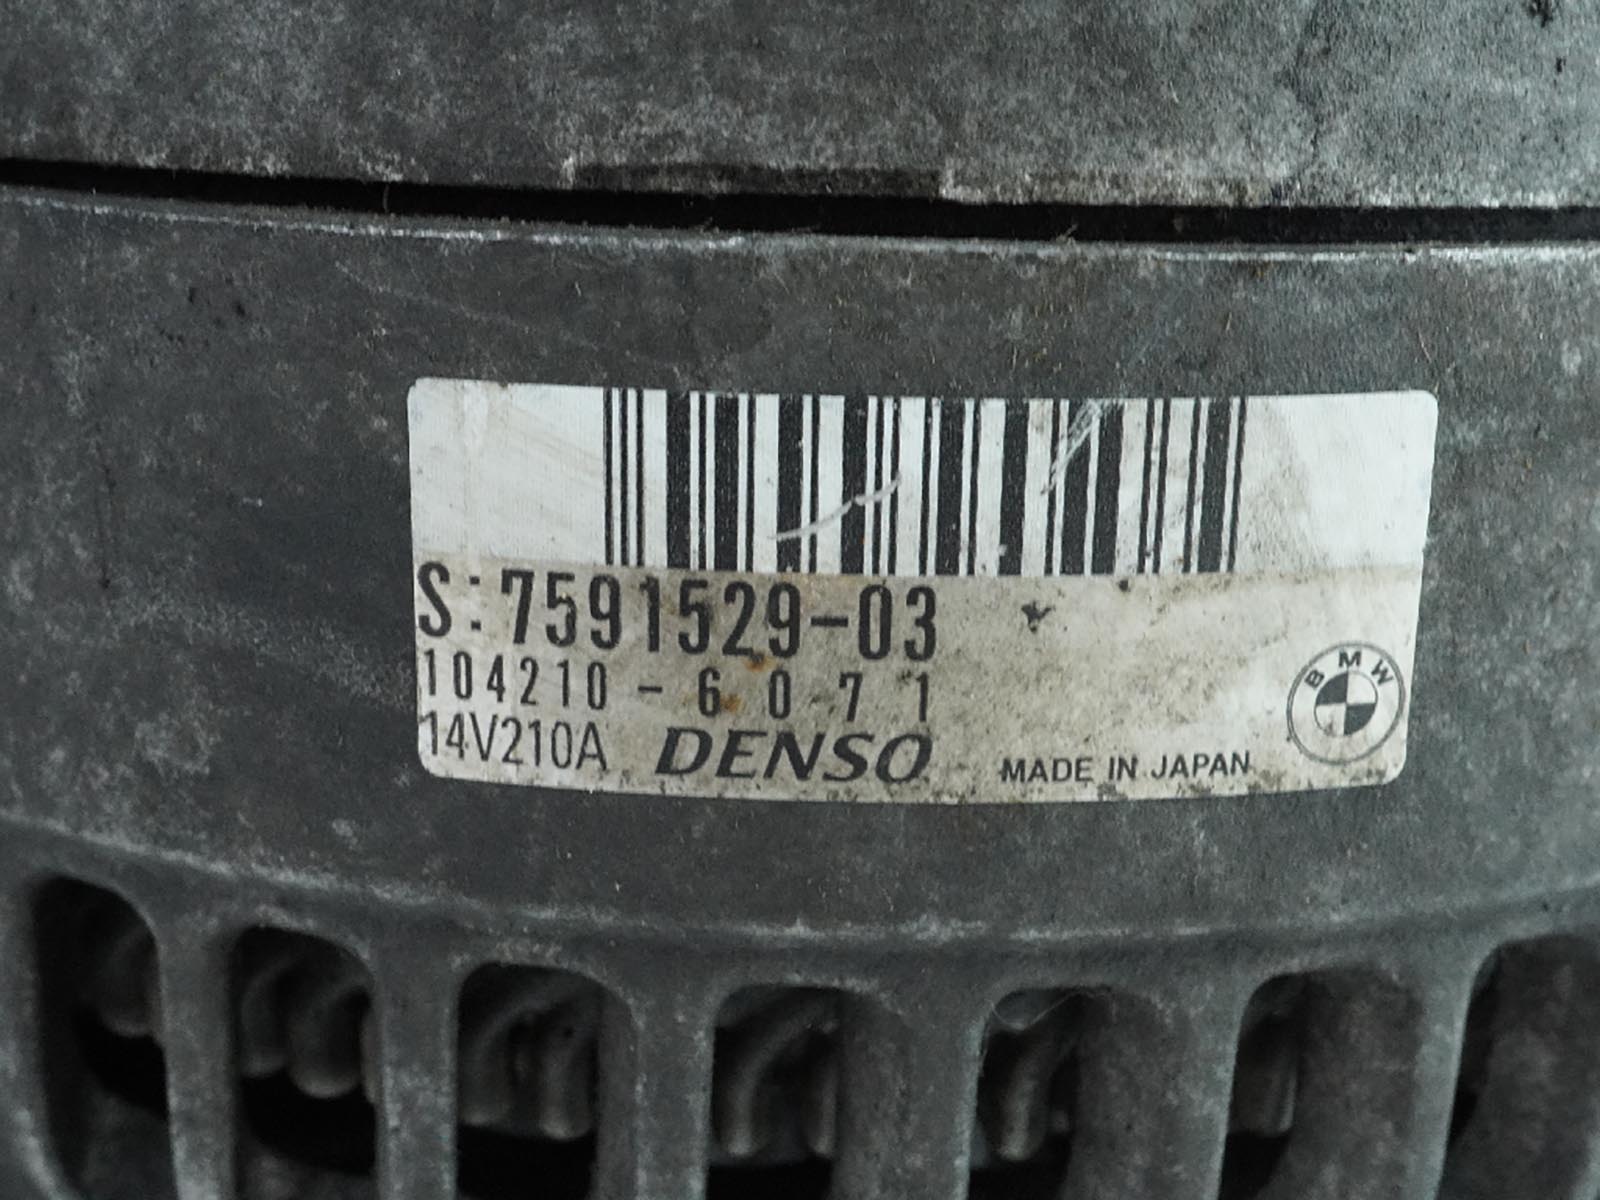 S:7591529-03
104210-6071
14V210A DENSO MADE IN JAPAN
BMW